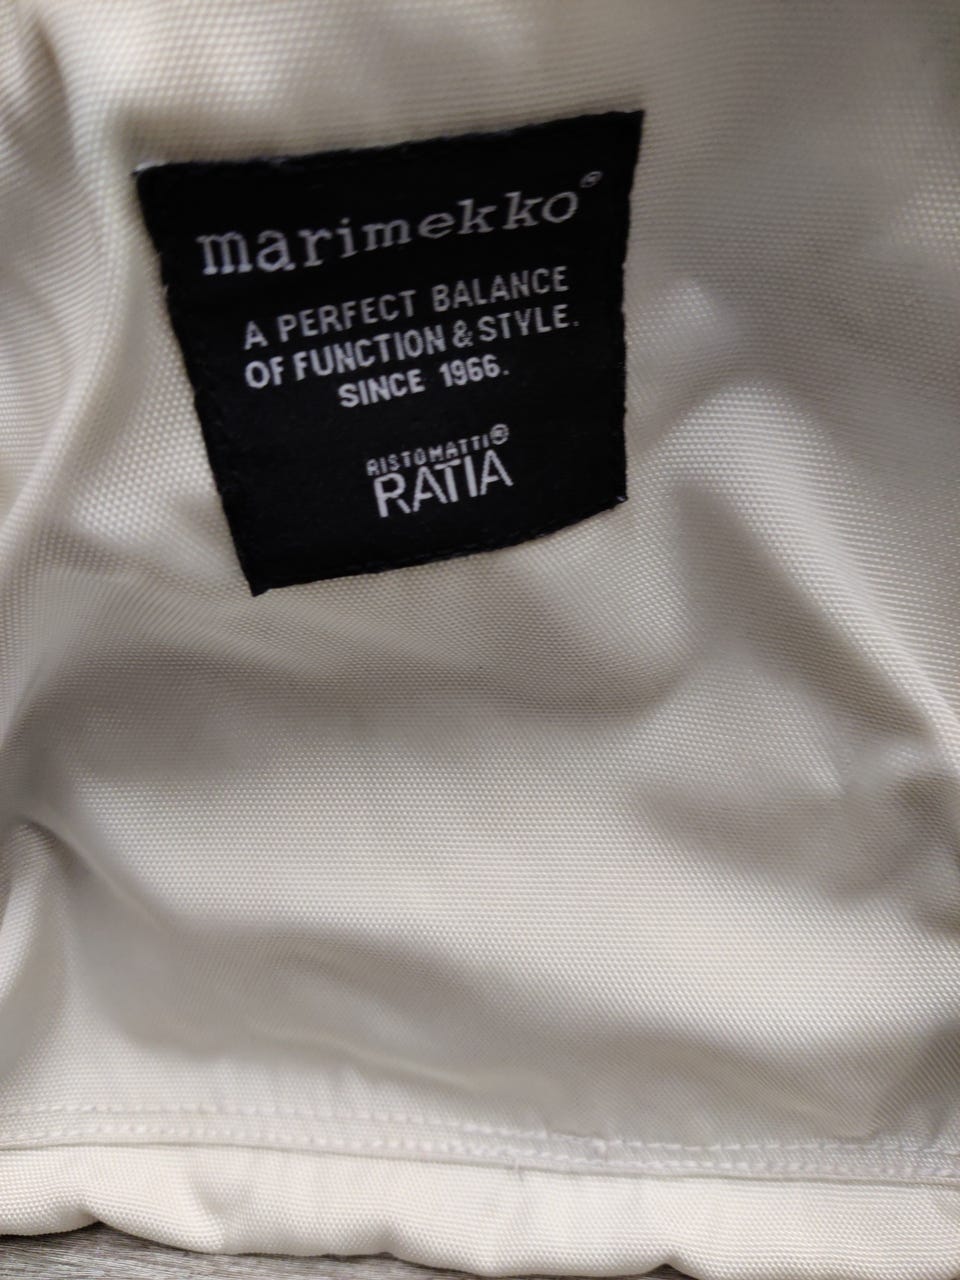 marimekko®
A PERFECT BALANCE
OF FUNCTION & STYLE.
SINCE 1966.
RISTOMATTI®
RATIA